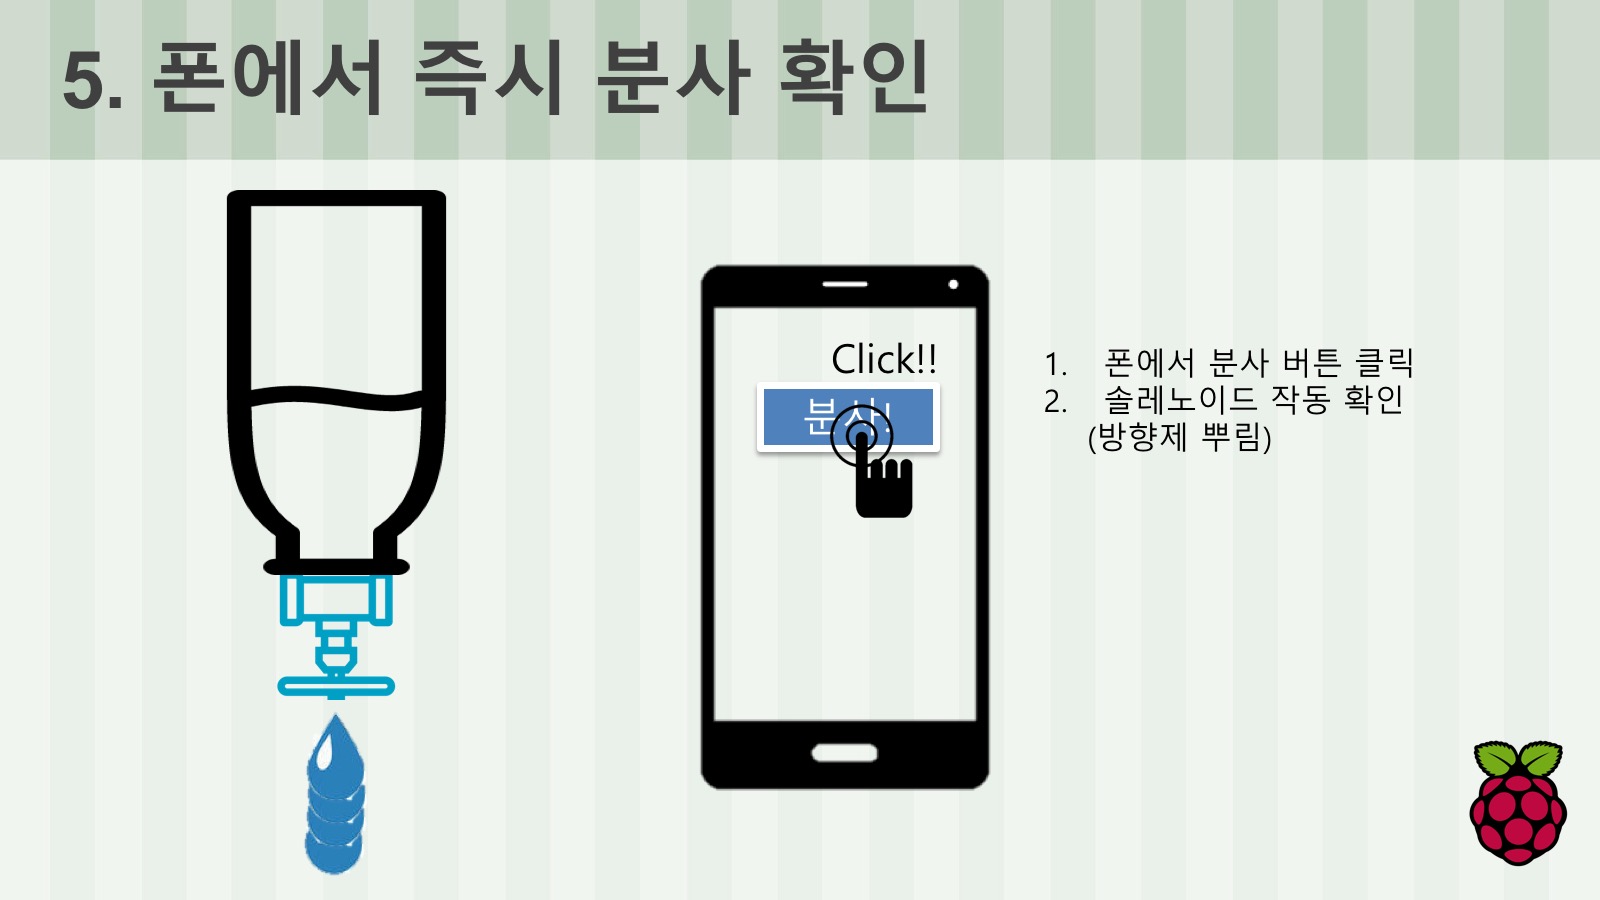 5. 폰에서 즉시 분사 확인
Click!!
분사!
1. 폰에서 분사 버튼 클릭
2. 솔레노이드 작동 확인
(방향제 뿌림)